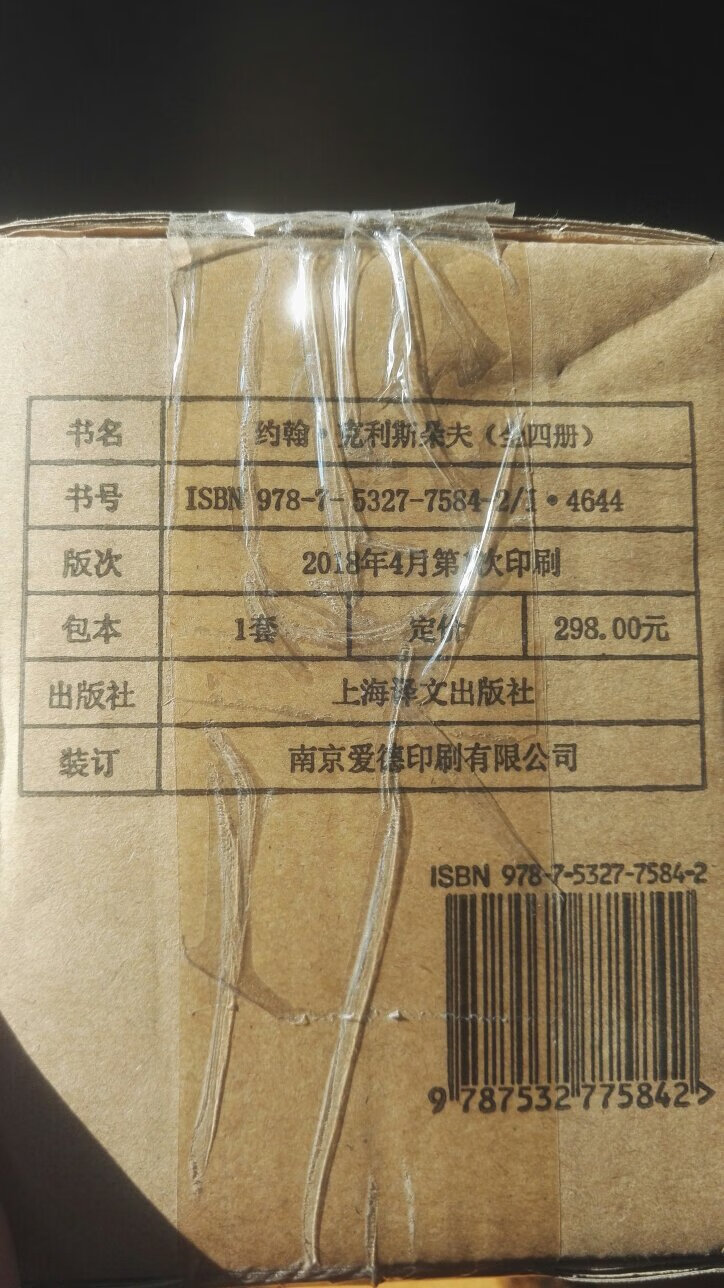 书名 约翰·克利斯朵夫（全四册）
书号 ISBN 978-7-5327-7584-2/I·4644
版次 2018年4月第1次印刷
包本 1套 定价 298.00元
出版社 上海译文出版社
装订 南京爱德印刷有限公司
ISBN 978-7-5327-7584-2
9 787532 775842 >